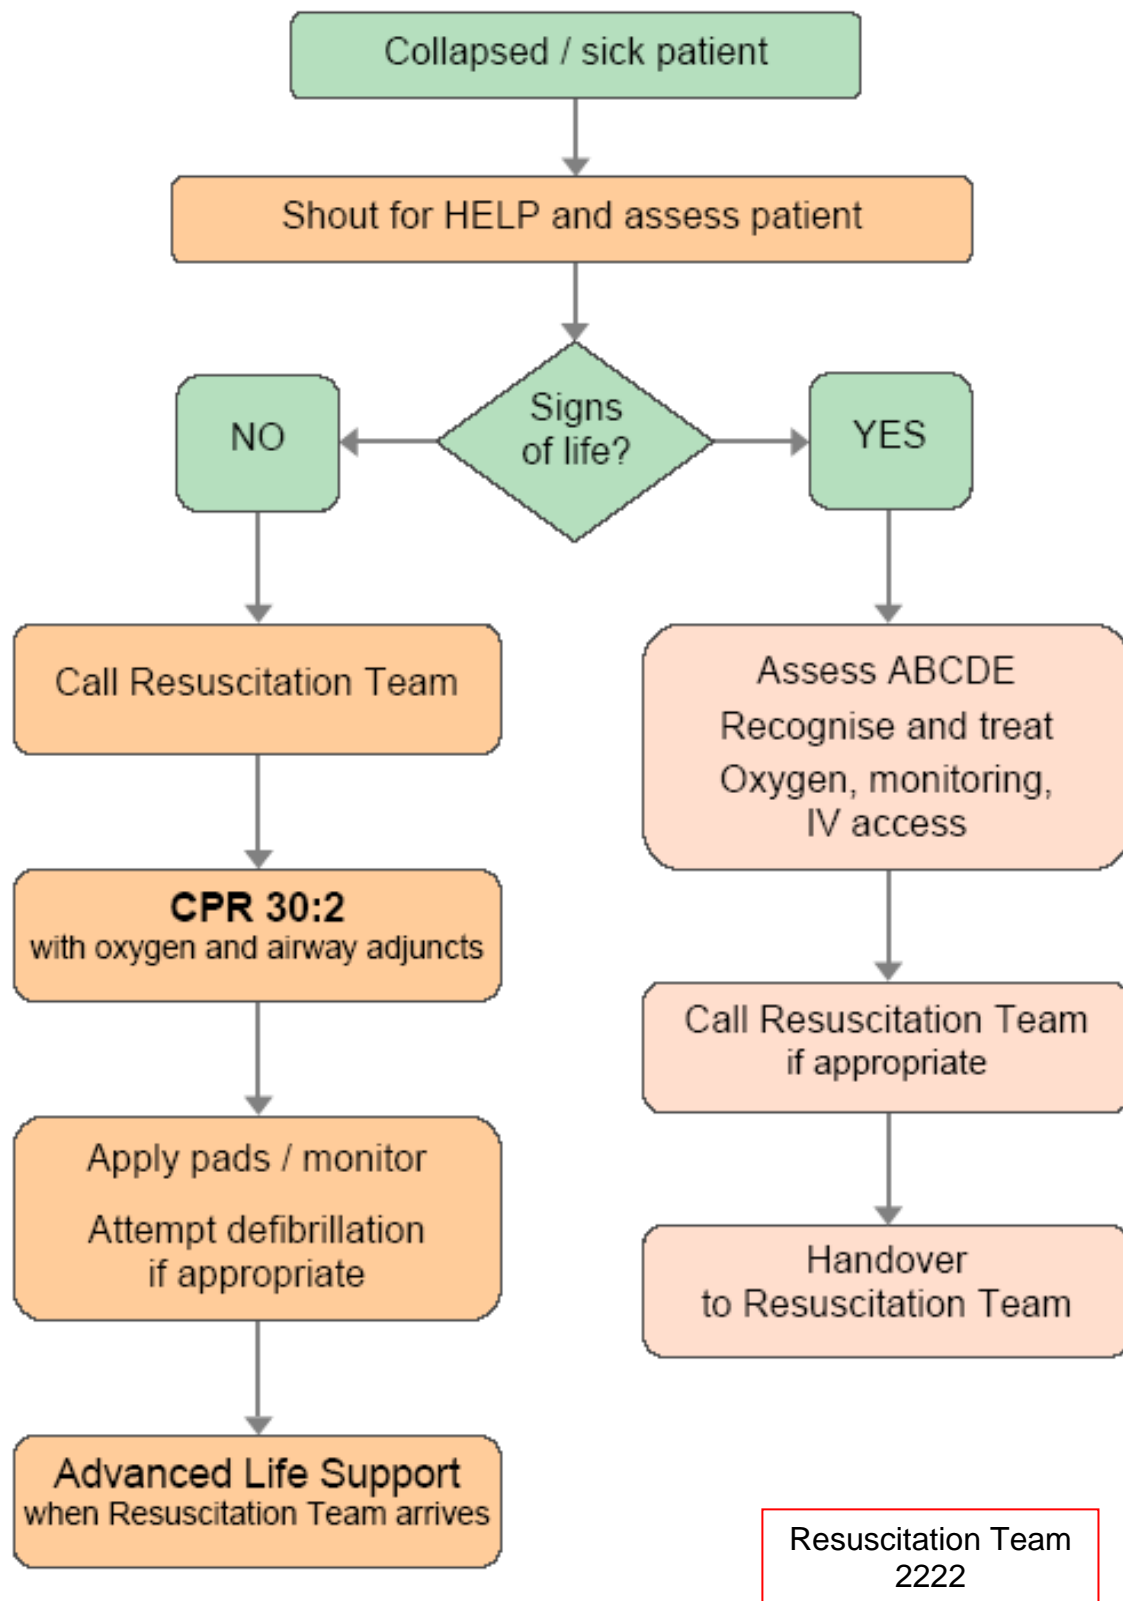 Collapsed / sick patient
Shout for HELP and assess patient
Signs
of life?
NO
YES
Call Resuscitation Team
CPR 30:2
with oxygen and airway adjuncts
Apply pads / monitor
Attempt defibrillation
if appropriate
Advanced Life Support
when Resuscitation Team arrives
Assess ABCDE
Recognise and treat
Oxygen, monitoring,
IV access
Call Resuscitation Team
if appropriate
Handover
to Resuscitation Team
Resuscitation Team
2222